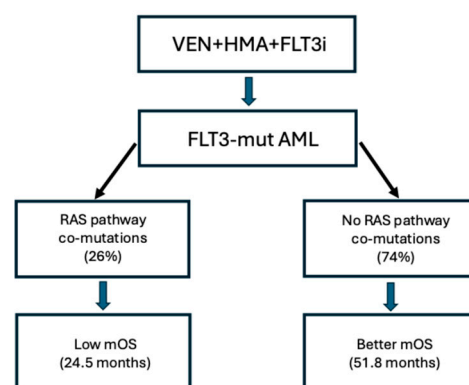 VEN+HMA+FLT3i
FLT3-mut AML
RAS pathway
co-mutations
(26%)
No RAS pathway
co-mutations
(74%)
Low mOS
(24.5 months)
Better mOS
(51.8 months)